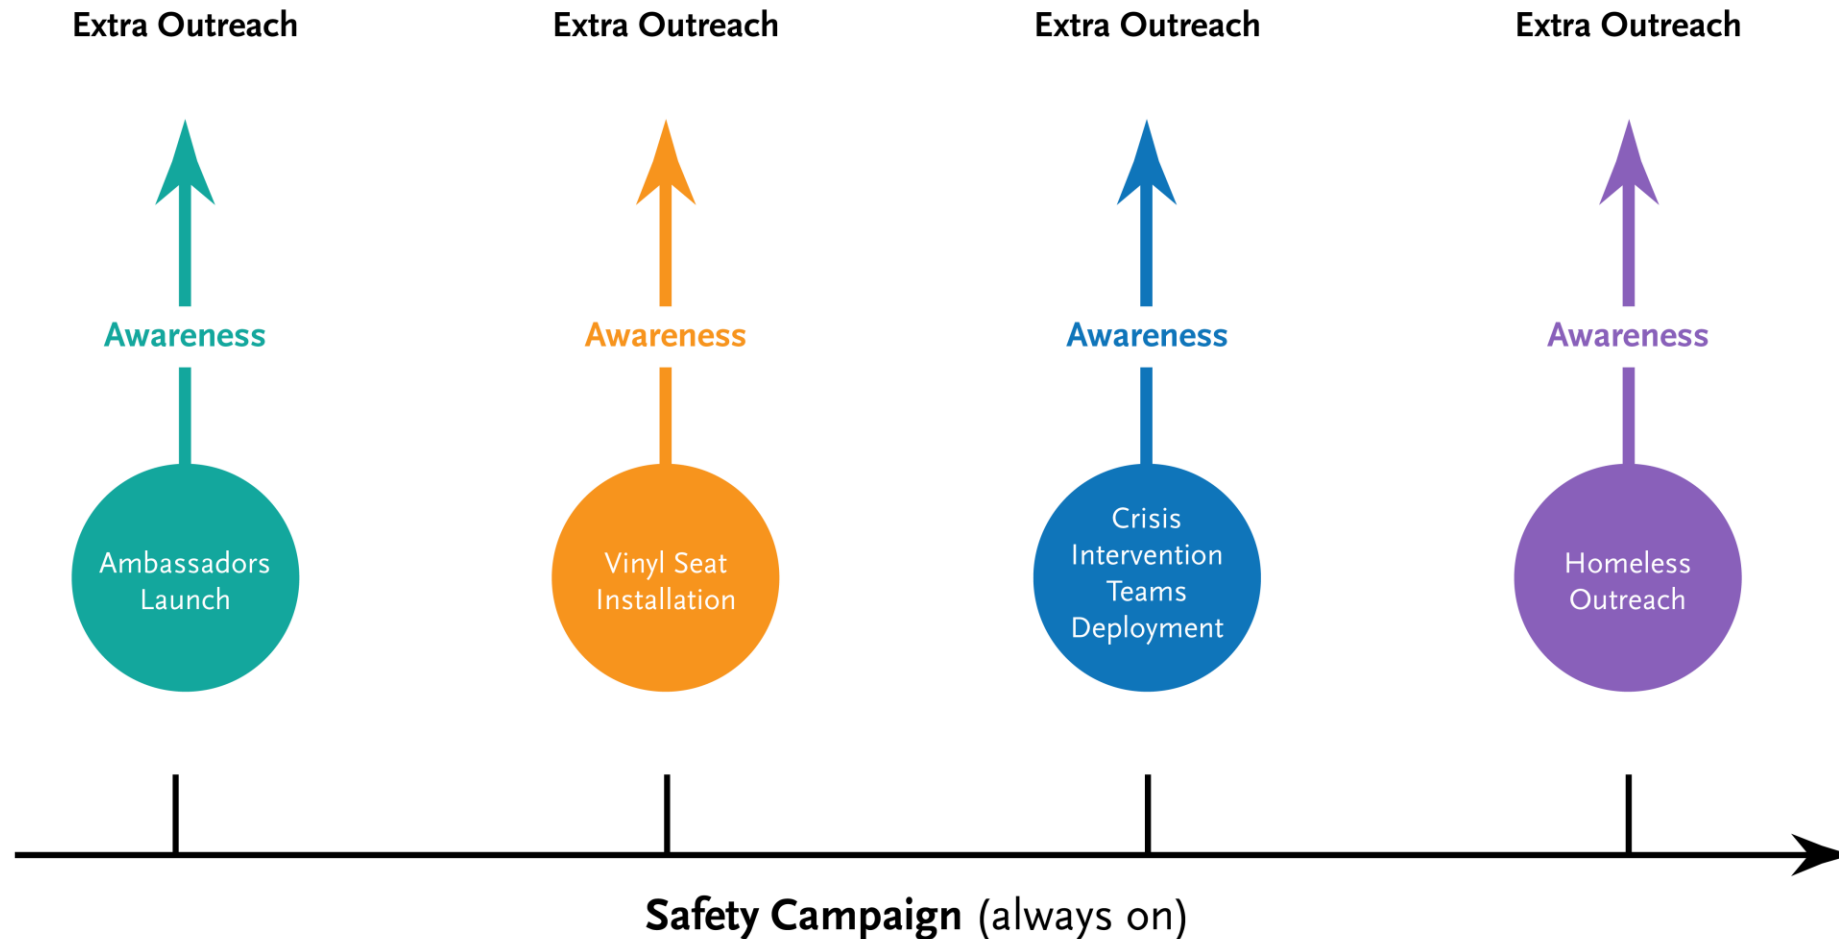 Extra Outreach
Extra Outreach
Extra Outreach
Extra Outreach
Awareness
Awareness
Awareness
Awareness
Ambassadors
Launch
Vinyl Seat
Installation
Crisis
Intervention
Teams
Deployment
Homeless
Outreach
Safety Campaign (always on)